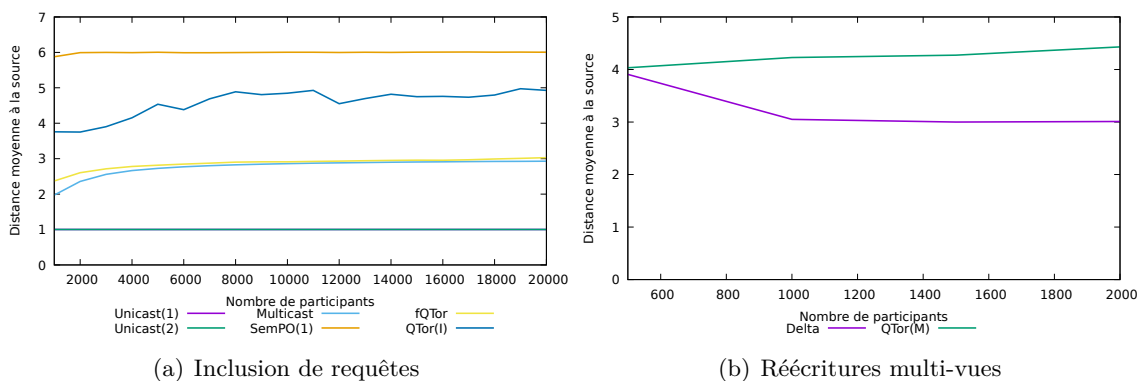 Distance moyenne à la source
7
6
5
4
3
2
1
0
2000 4000 6000 8000 10000 12000 14000 16000 18000 20000
Nombre de participants
Unicast(1) Multicast fQTor
Unicast(2) SemPO(1) QTor(I)
(a) Inclusion de requêtes
Distance moyenne à la source
5
4
3
2
1
0
600 800 1000 1200 1400 1600 1800 2000
Nombre de participants
Delta QTor(M)
(b) Réécritures multi-vues